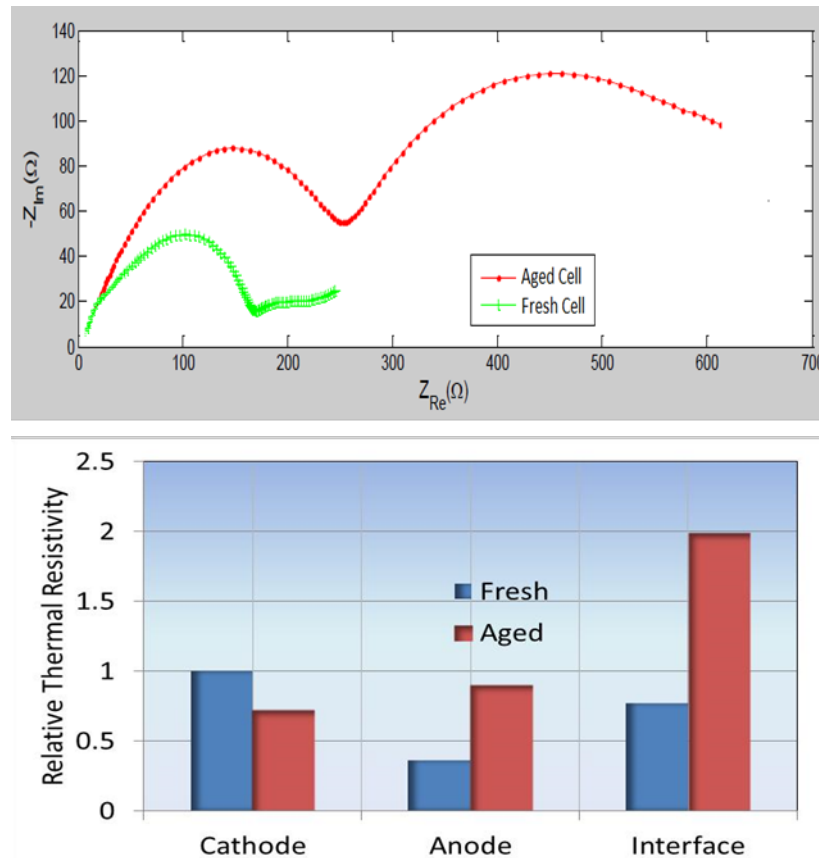 140
120
100
80
60
40
20
0
-Z_Im(Ω)
0 100 200 300 400 500 600 700
Z_Re(Ω)
Aged Cell
Fresh Cell
2.5
2
1.5
1
0.5
0
Relative Thermal Resistivity
Fresh
Aged
Cathode Anode Interface